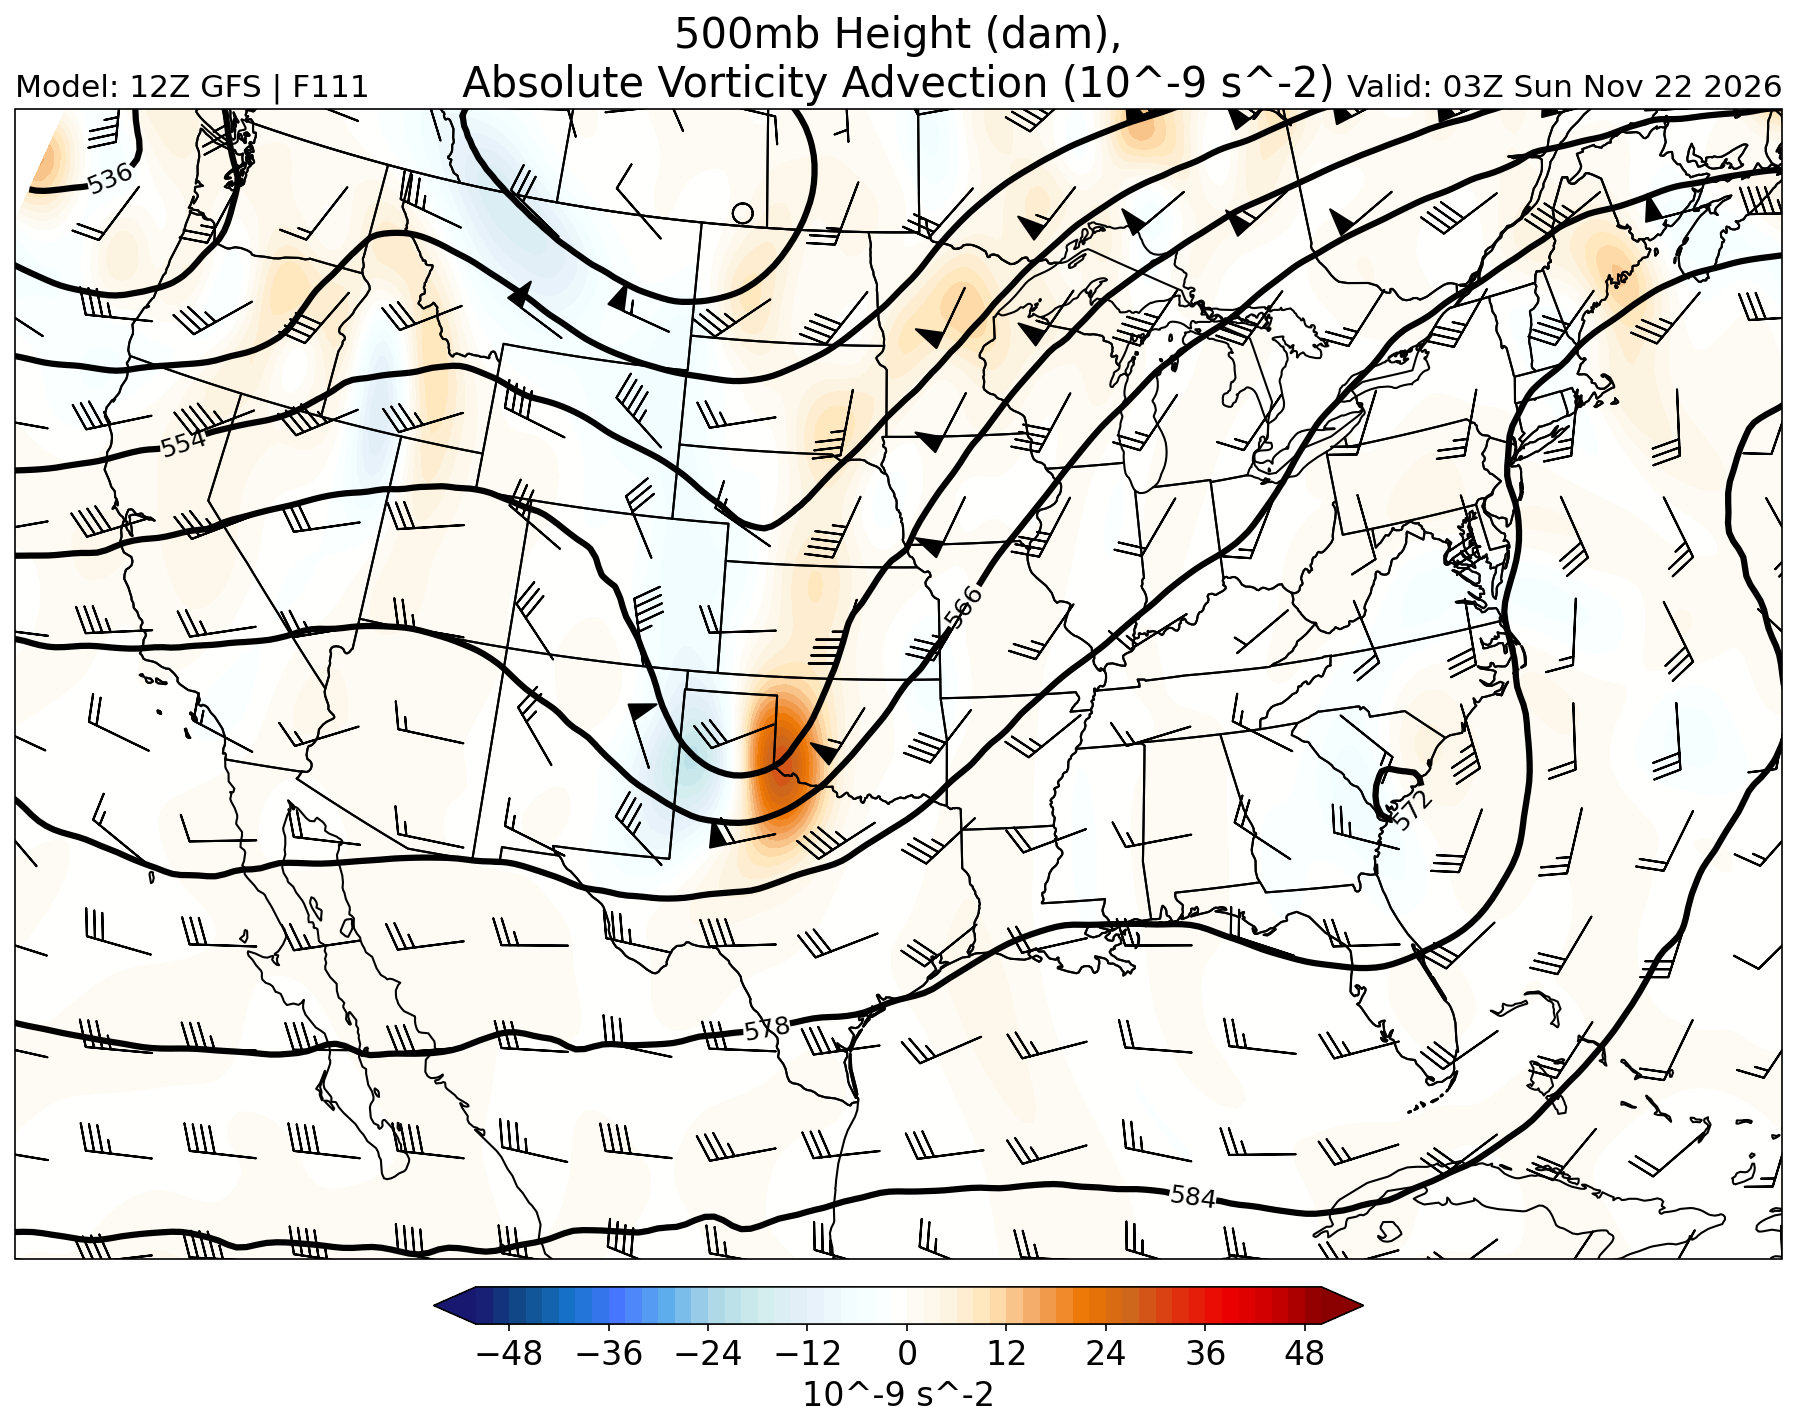 500mb Height (dam),
Model: 12Z GFS | F111
Absolute Vorticity Advection (10^-9 s^-2)
Valid: 03Z Sun Nov 22 2026
536
554
566
572
578
584
−48 −36 −24 −12 0 12 24 36 48
10^-9 s^-2